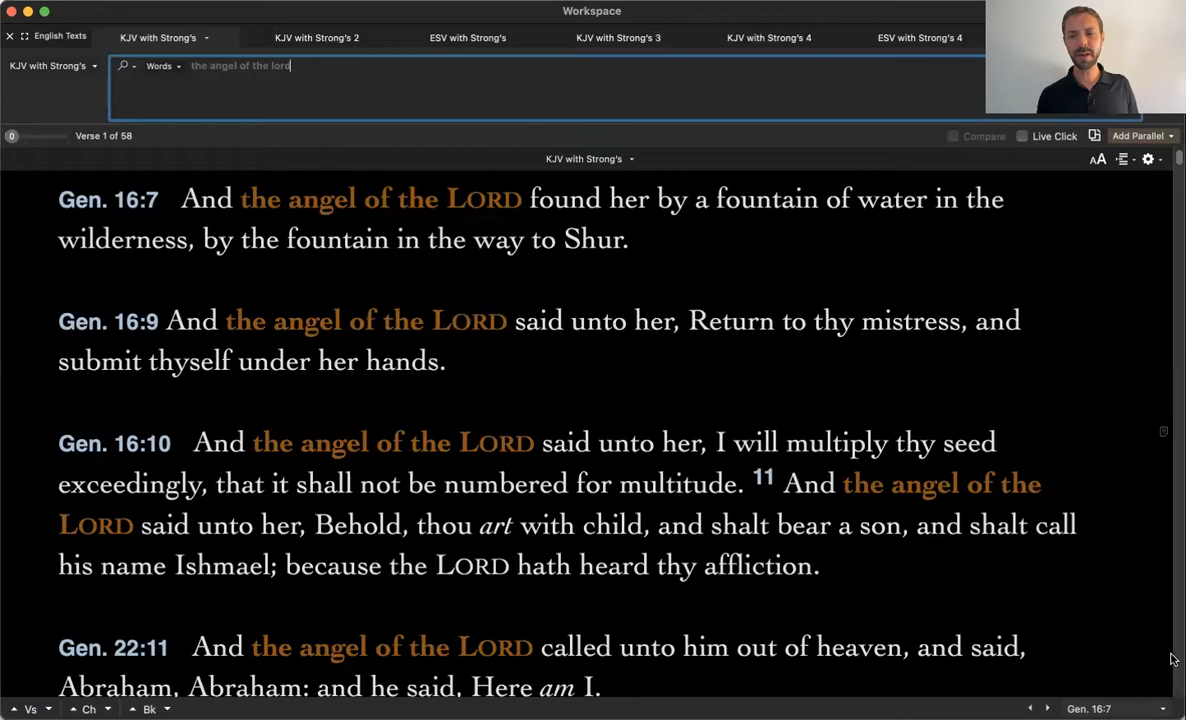 Workspace
English Texts KJV with Strong's KJV with Strong's 2 ESV with Strong's KJV with Strong's 3 KJV with Strong's 4 ESV with Strong's 4
KJV with Strong's Words the angel of the lord
0 Verse 1 of 58 Compare Live Click Add Parallel
KJV with Strong's AA
Gen. 16:7 And the angel of the LORD found her by a fountain of water in the
wilderness, by the fountain in the way to Shur.
Gen. 16:9 And the angel of the LORD said unto her, Return to thy mistress, and
submit thyself under her hands.
Gen. 16:10 And the angel of the LORD said unto her, I will multiply thy seed
exceedingly, that it shall not be numbered for multitude. 11 And the angel of the
LORD said unto her, Behold, thou art with child, and shalt bear a son, and shalt call
his name Ishmael; because the LORD hath heard thy affliction.
Gen. 22:11 And the angel of the LORD called unto him out of heaven, and said,
Abraham, Abraham: and he said, Here am I.
Vs Ch Bk Gen. 16:7